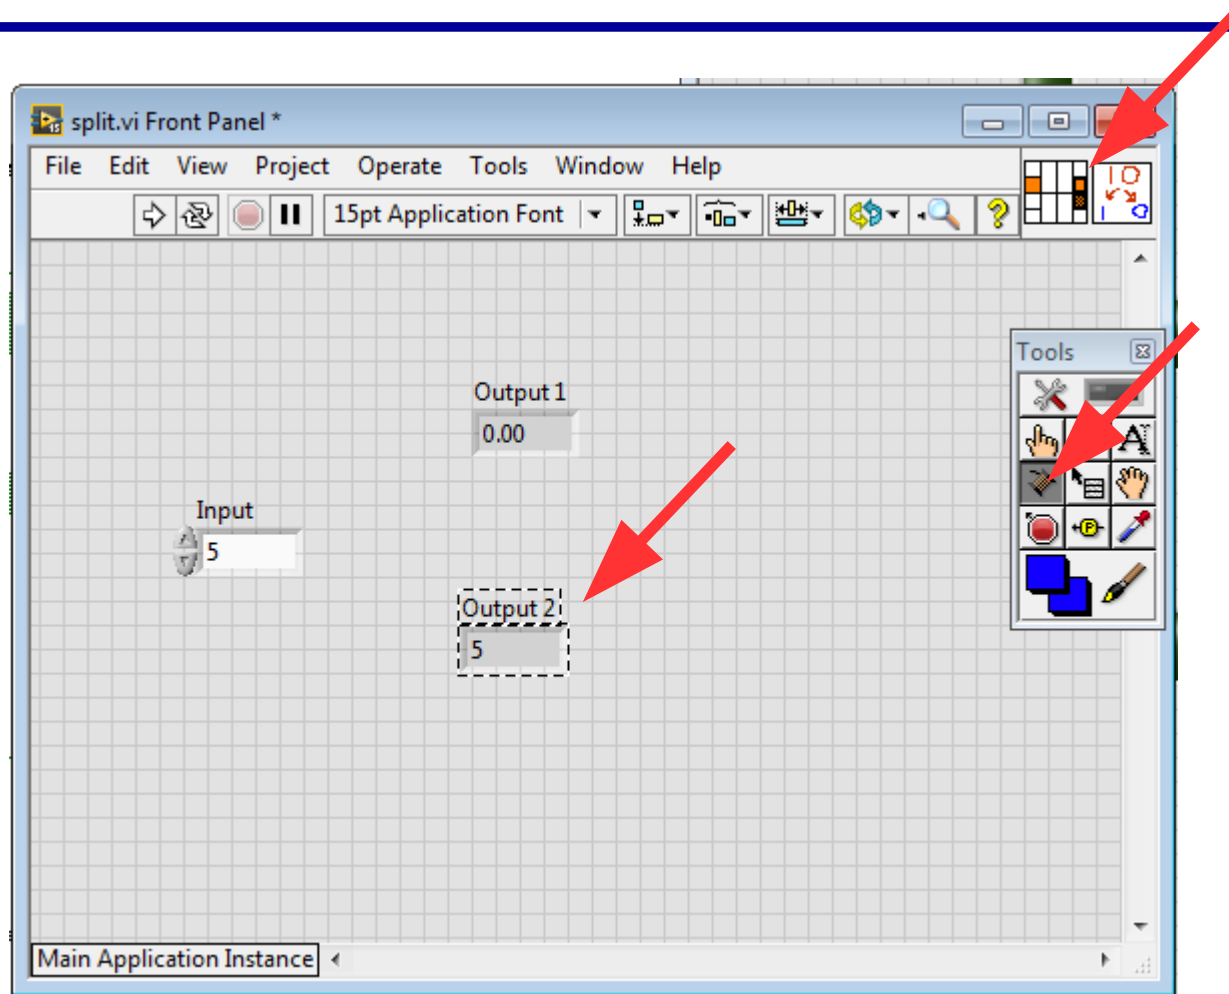 split.vi Front Panel *
File Edit View Project Operate Tools Window Help
15pt Application Font
Tools
Output 1
0.00
Input
5
Output 2
5
Main Application Instance